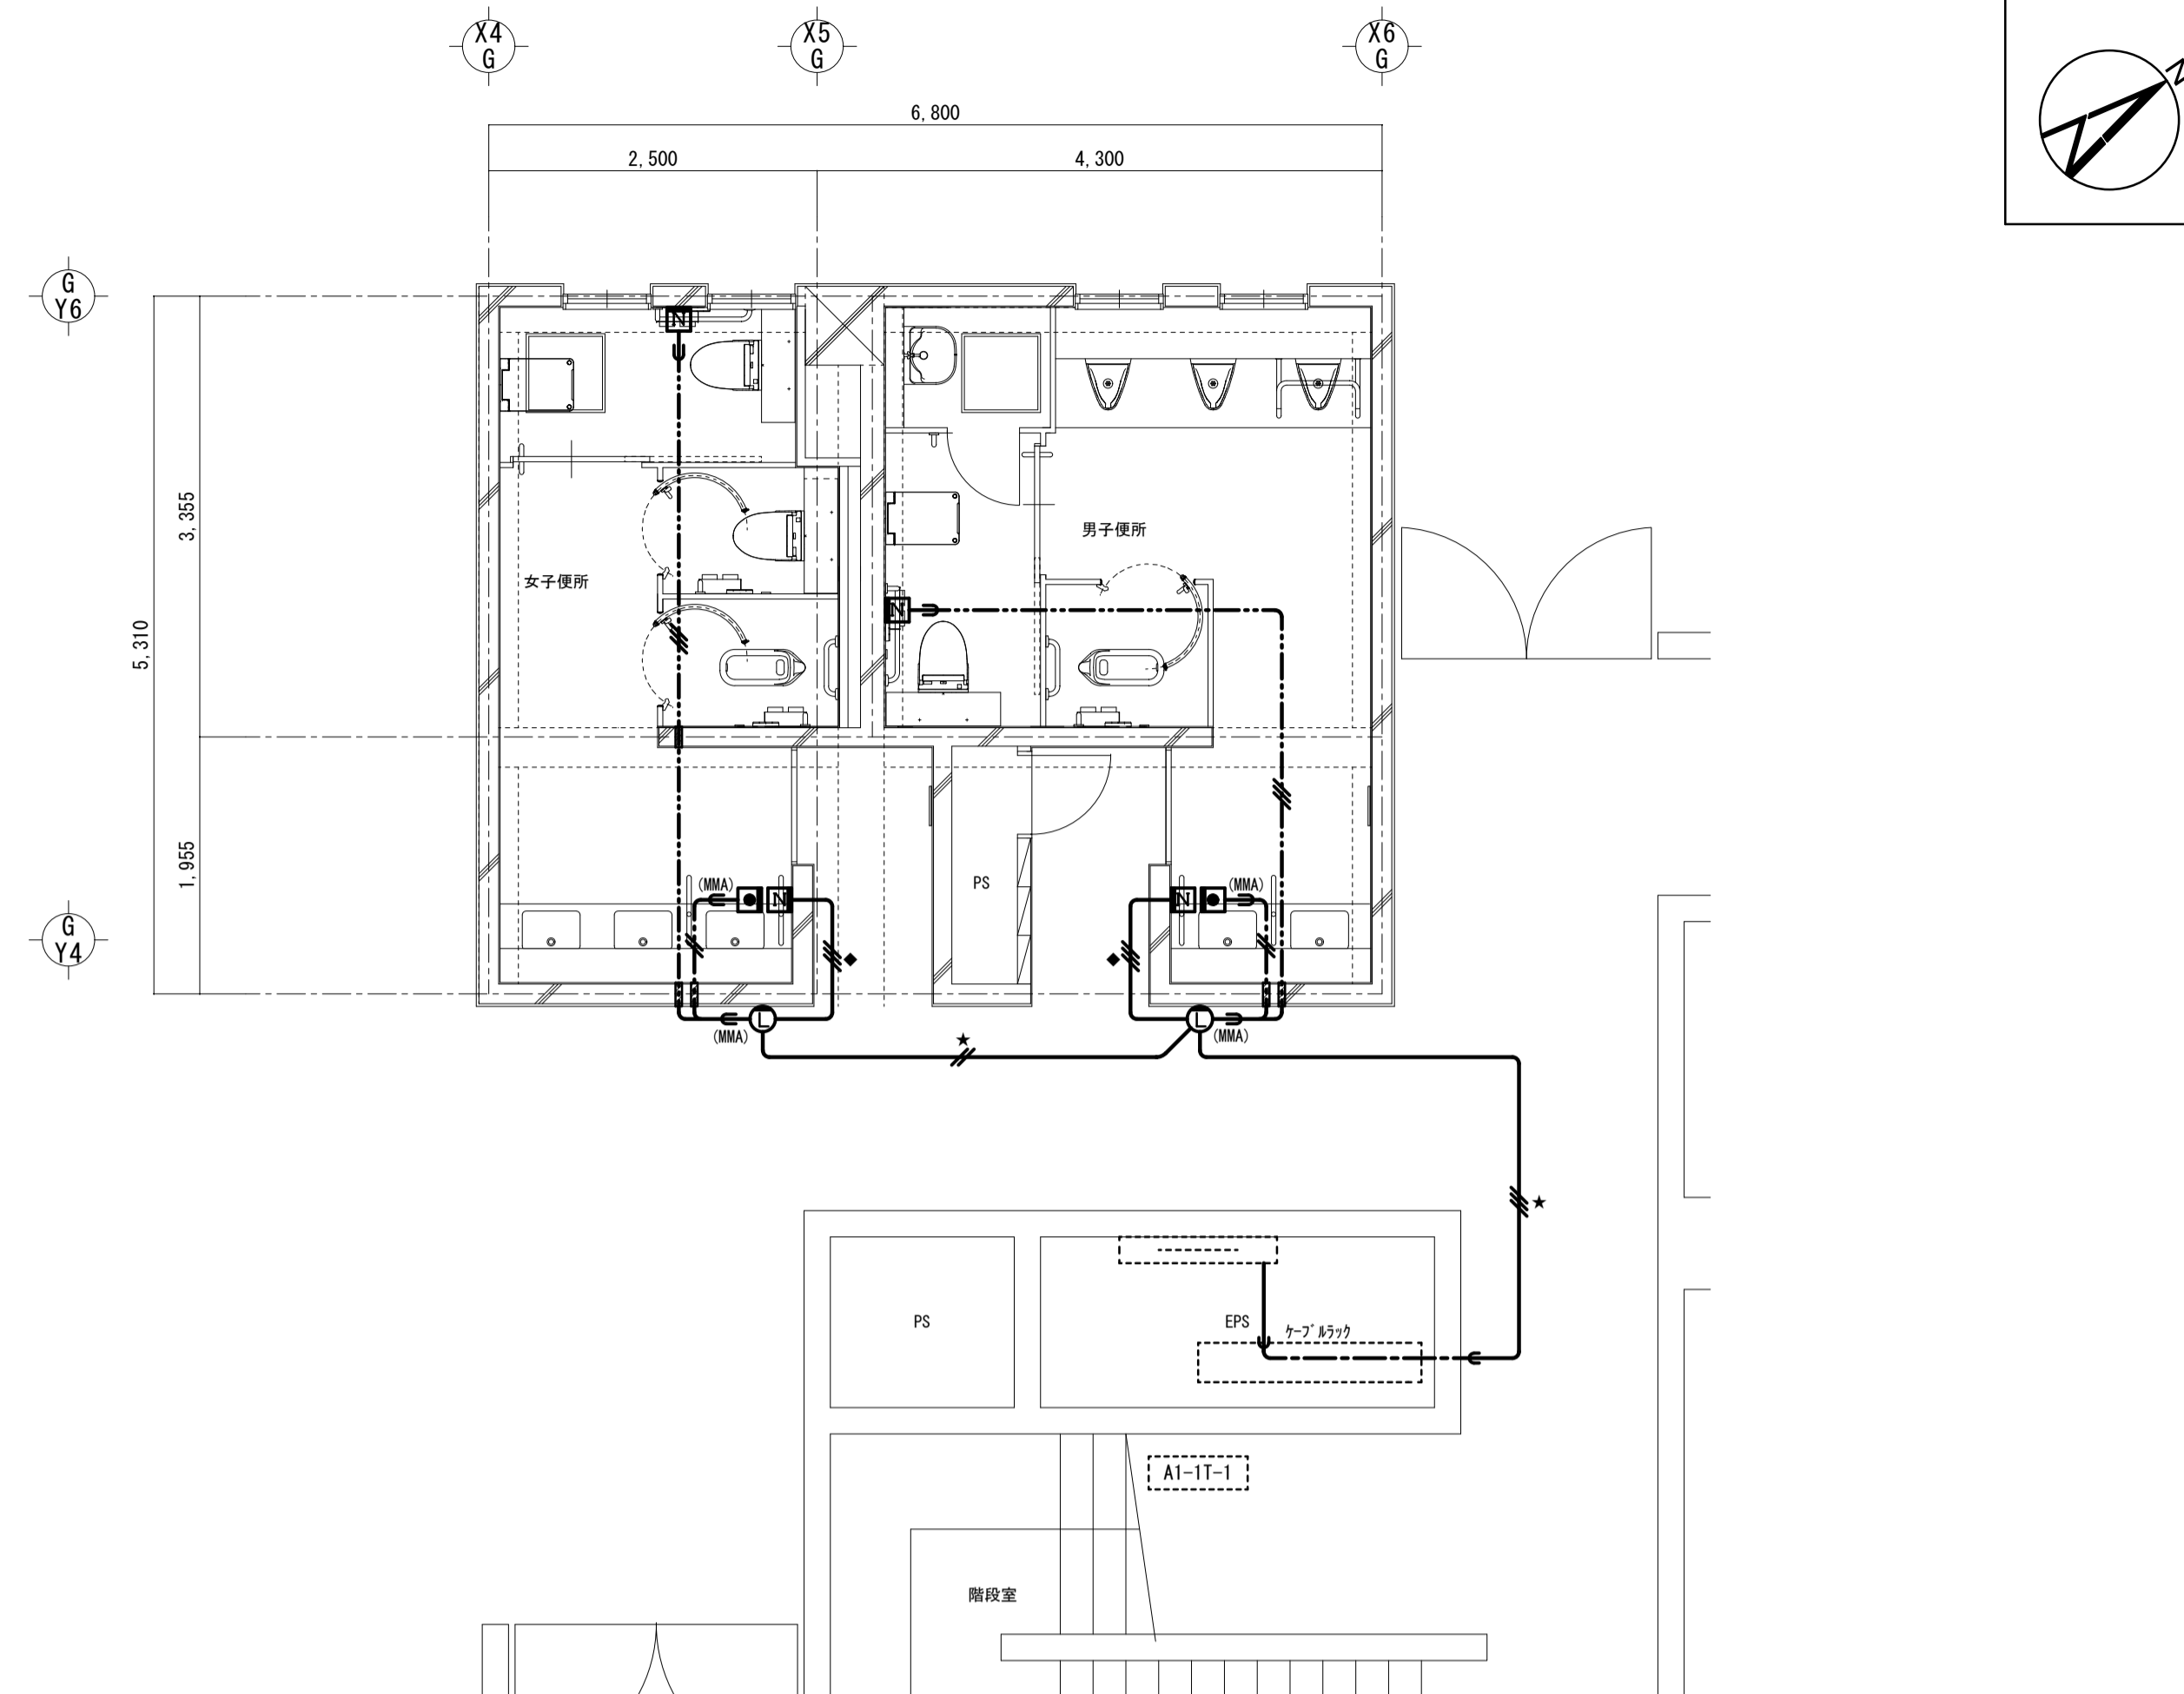 X4
G
X5
G
X6
G
N
6,800
2,500
4,300
G
Y6
N
3,355
5,310
男子便所
女子便所
N
1,955
PS
(MMA)
N
N
(MMA)
G
Y4
◆
◆
L
L
(MMA)
(MMA)
★
★
PS
EPS
ケーブルラック
A1-1T-1
階段室